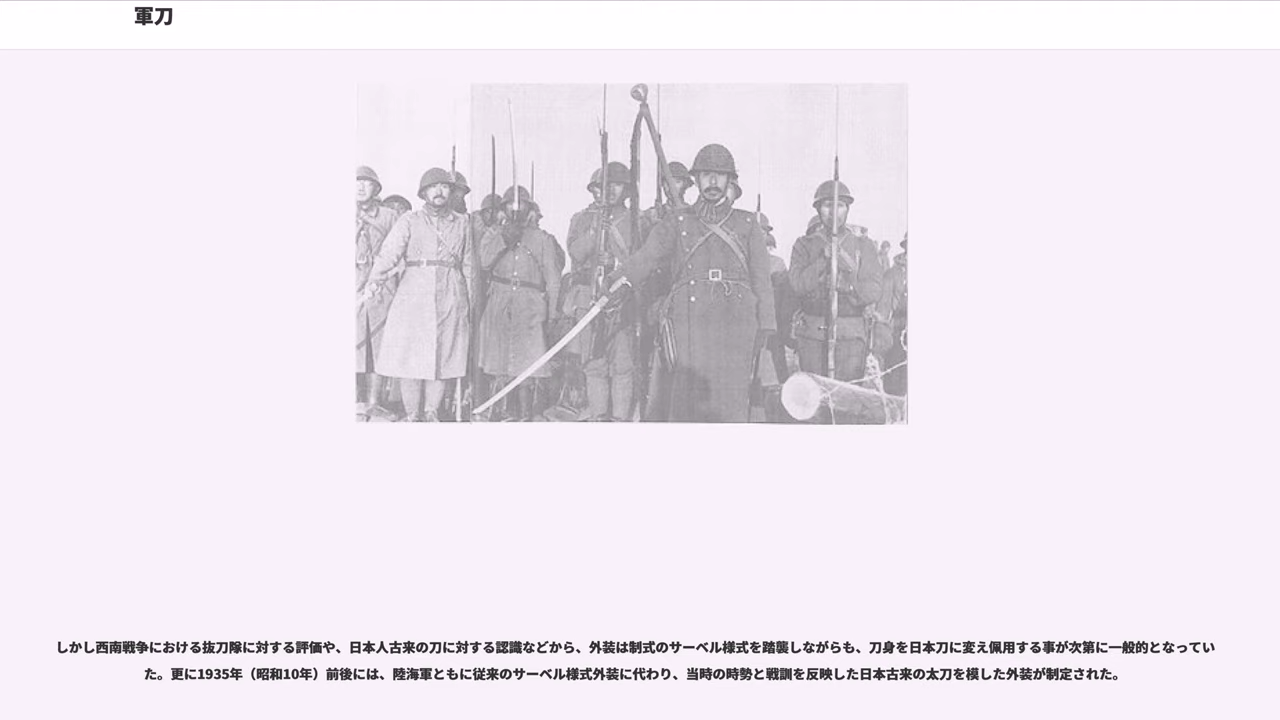 軍刀
しかし西南戦争における抜刀隊に対する評価や、日本人古来の刀に対する認識などから、外装は制式のサーベル様式を踏襲しながらも、刀身を日本刀に変え佩用する事が次第に一般的となってい
た。更に1935年（昭和10年）前後には、陸海軍ともに従来のサーベル様式外装に代わり、当時の時勢と戦訓を反映した日本古来の太刀を模した外装が制定された。